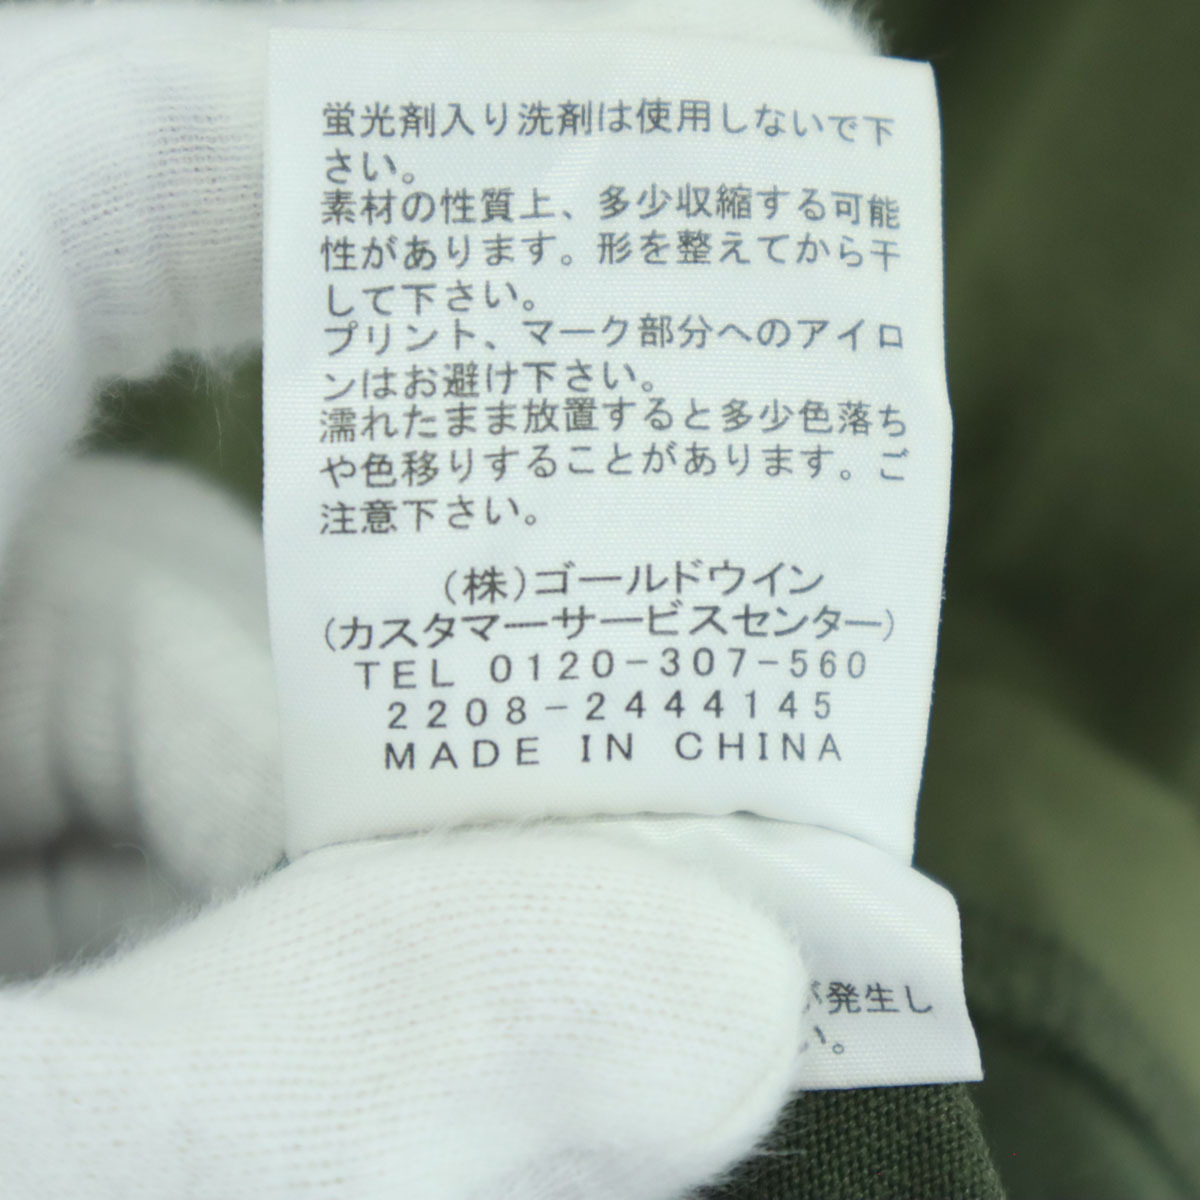 蛍光剤入り洗剤は使用しないで下
さい。
素材の性質上、多少収縮する可能
性があります。形を整えてから干
して下さい。
プリント、マーク部分へのアイロ
ンはお避け下さい。
濡れたまま放置すると多少色落ち
や色移りすることがあります。ご
注意下さい。
(株)ゴールドウイン
(カスタマーサービスセンター)
TEL 0120-307-560
2208-2444145
MADE IN CHINA
が発生し
い。